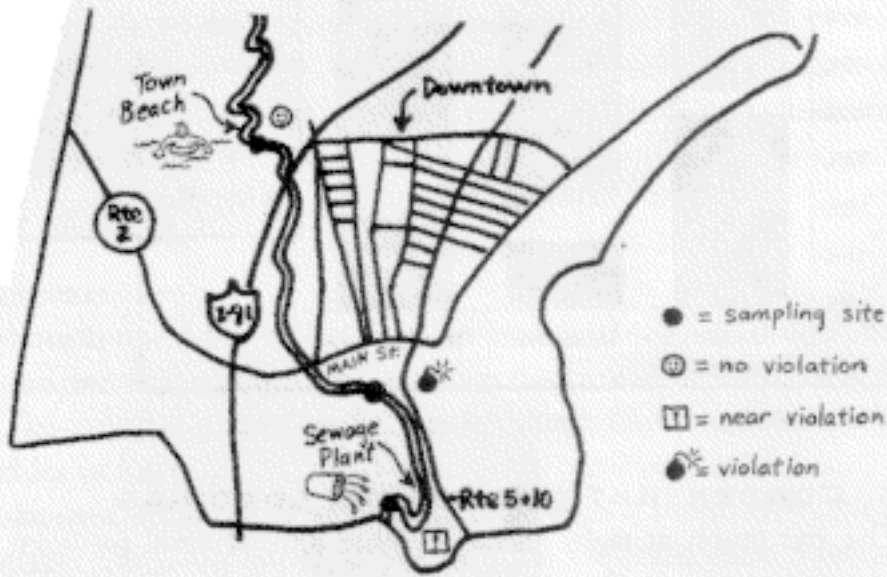 Town
Beach
Downtown
Rte
2
I-91
MAIN St.
Sewage
Plant
Rte 5+10
!
= sampling site
= no violation
! = near violation
= violation